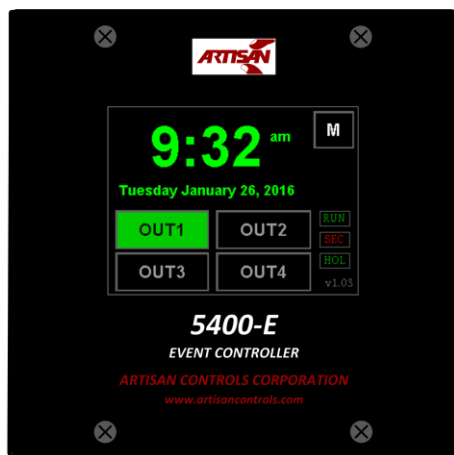 ARTISAN
M
9:32 am
Tuesday January 26, 2016
OUT1 OUT2
RUN
SEC
OUT3 OUT4
HOL
v1.03
5400-E
EVENT CONTROLLER
ARTISAN CONTROLS CORPORATION
www.artisancontrols.com